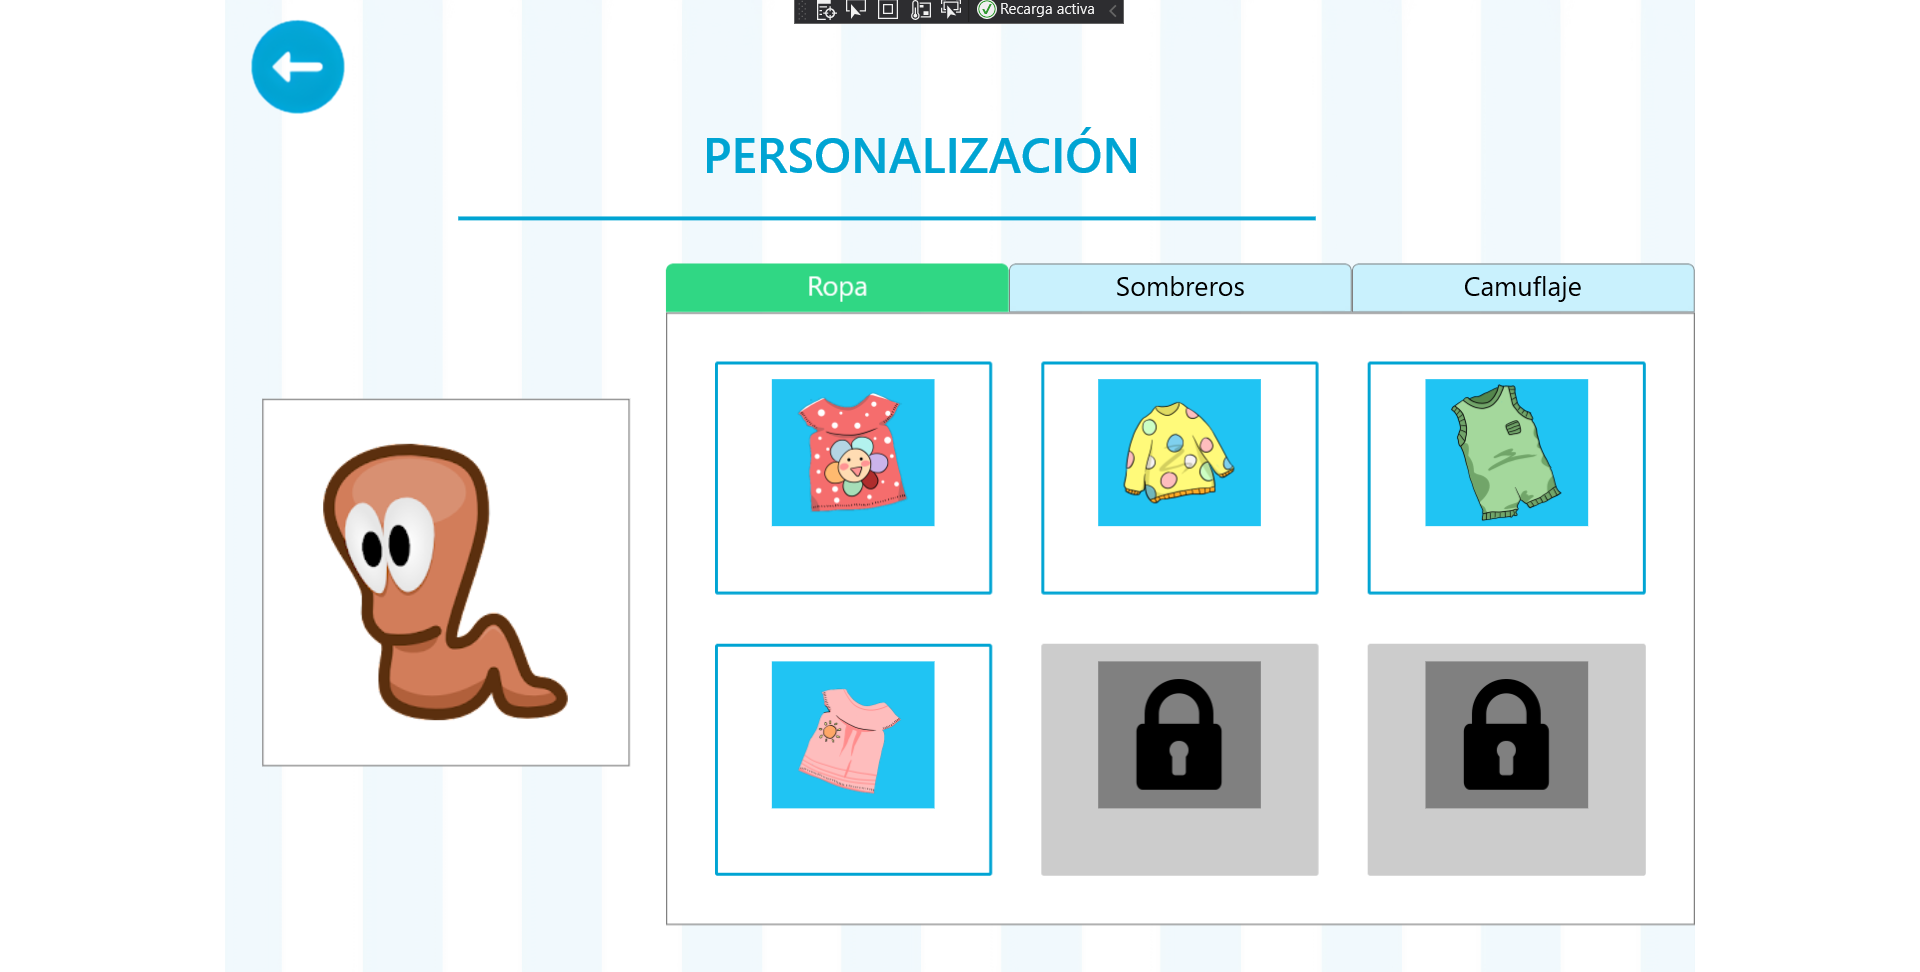 Recarga activa
PERSONALIZACIÓN
Ropa
Sombreros
Camuflaje